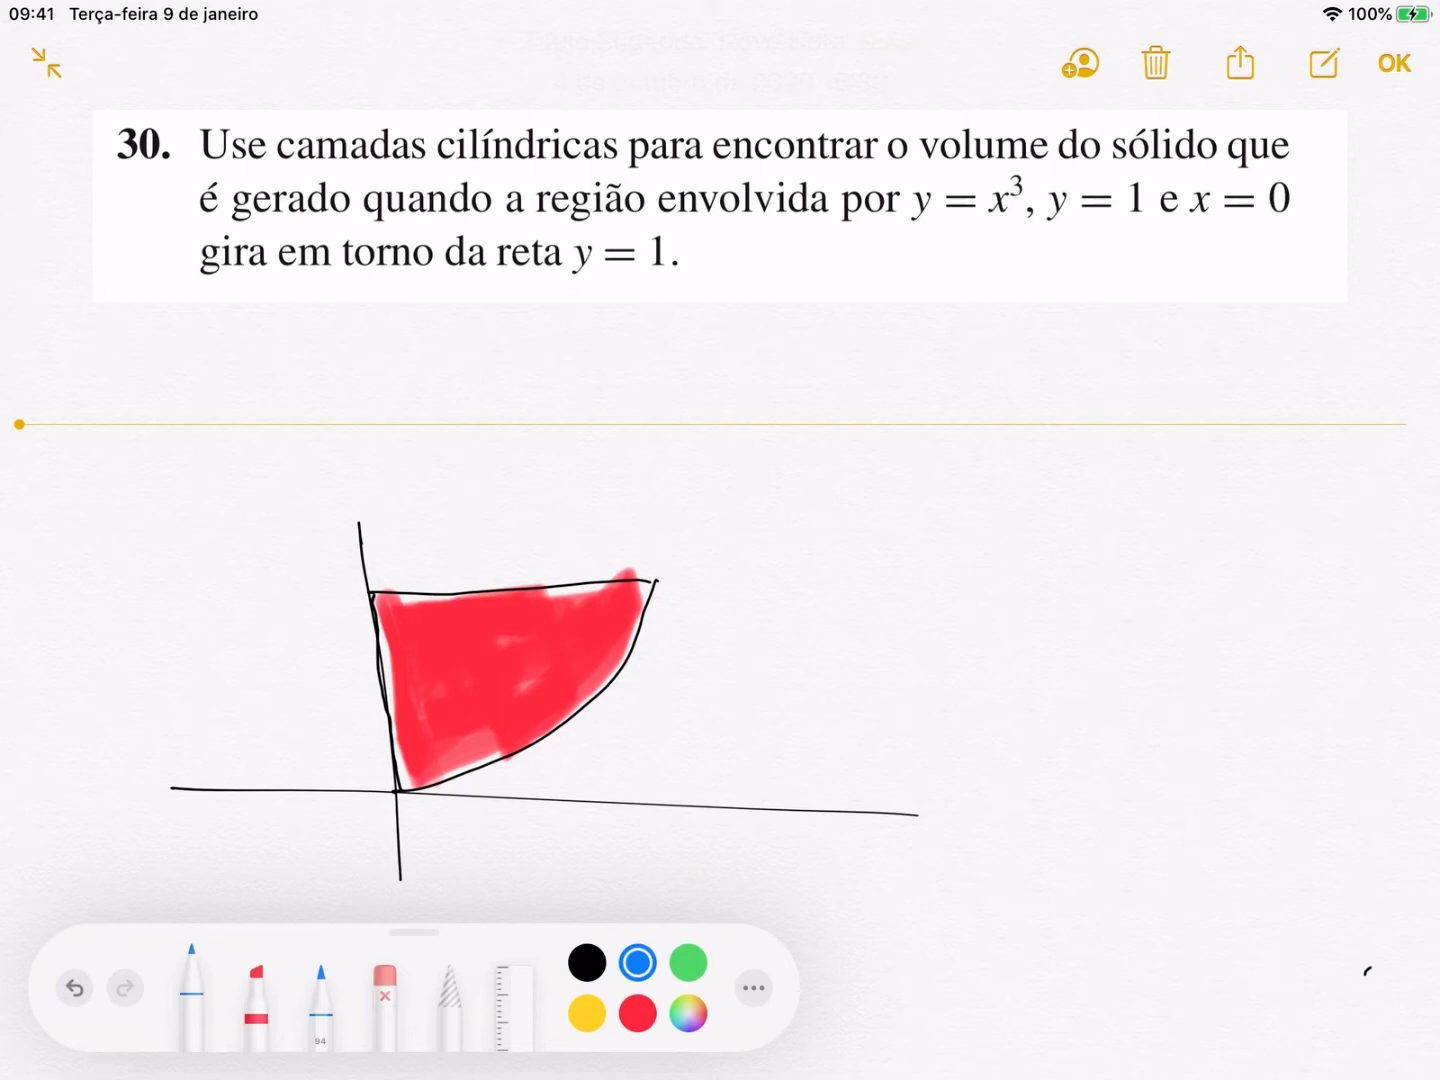 09:41 Terça-feira 9 de janeiro
100%
OK
30. Use camadas cilíndricas para encontrar o volume do sólido que
é gerado quando a região envolvida por y = x³, y = 1 e x = 0
gira em torno da reta y = 1.
94